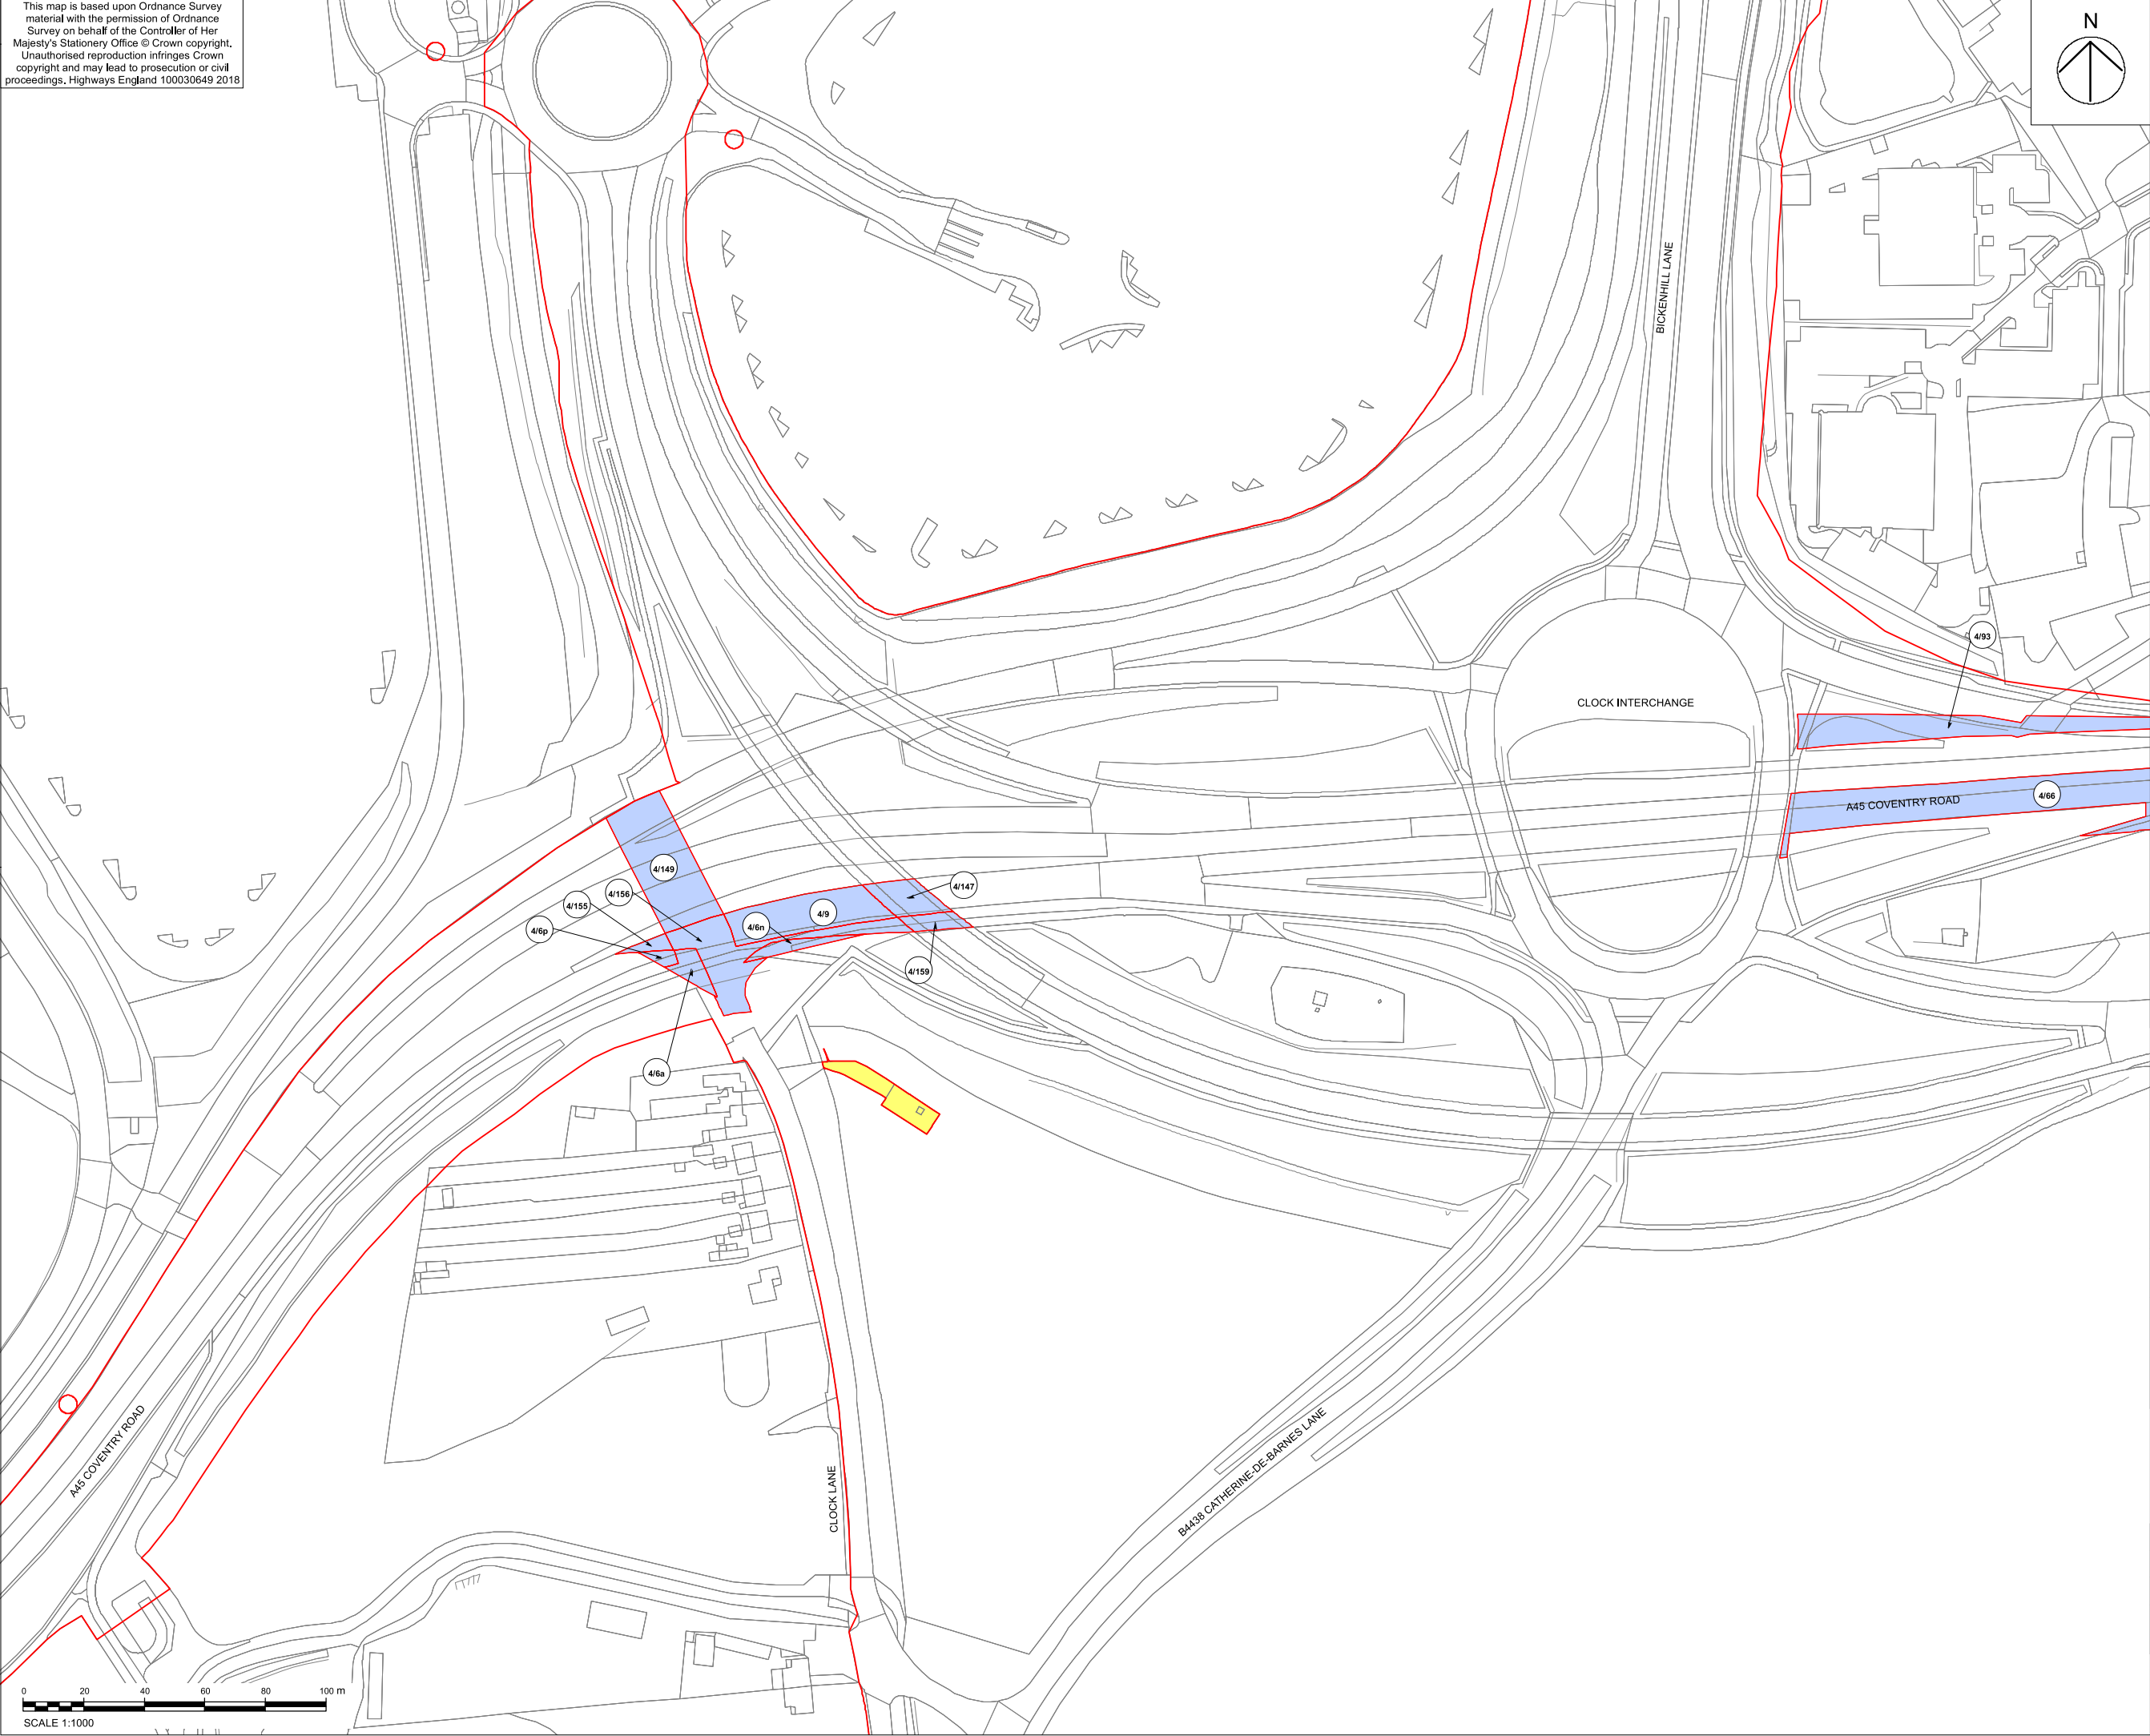 This map is based upon Ordnance Survey
material with the permission of Ordnance
Survey on behalf of the Controller of Her
Majesty's Stationery Office © Crown copyright.
Unauthorised reproduction infringes Crown
copyright and may lead to prosecution or civil
proceedings. Highways England 100030649 2018
N
BICKENHILL LANE
4/93
CLOCK INTERCHANGE
4/66
A45 COVENTRY ROAD
4/149
4/147
4/156
4/155
4/9
4/6n
4/6p
4/159
4/6a
A45 COVENTRY ROAD
CLOCK LANE
B4438 CATHERINE-DE-BARNES LANE
0 20 40 60 80 100 m
SCALE 1:1000